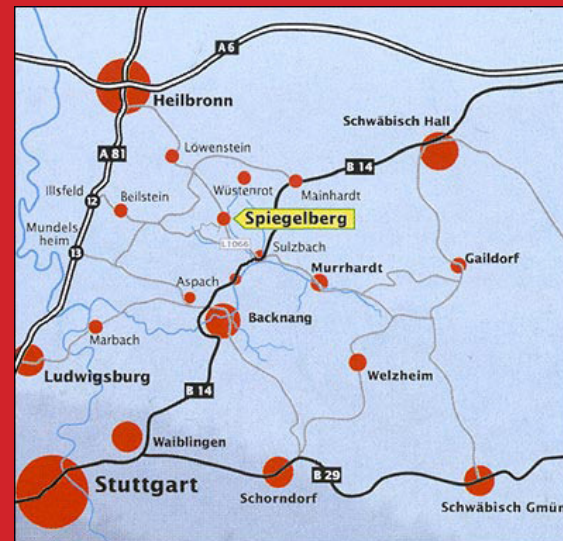 A 6
Heilbronn
Schwäbisch Hall
Löwenstein
A 81
B 14
Illsfeld
Wüstenrot
Mainhardt
12
Beilstein
Spiegelberg
Mundels
heim
L1066
Sulzbach
13
Murrhardt
Gaildorf
Aspach
Backnang
Marbach
Ludwigsburg
Welzheim
B 14
Waiblingen
Stuttgart
B 29
Schorndorf
Schwäbisch Gmün